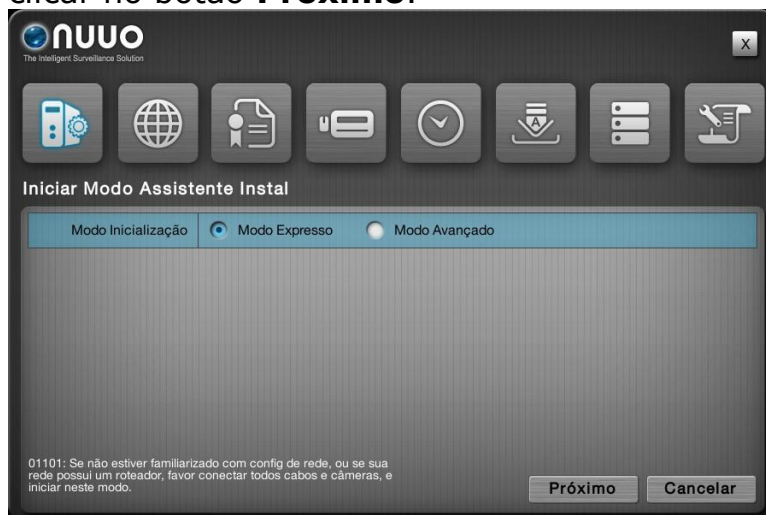 clicar no botão Próximo.
nuuo
The Intelligent Surveillance Solution
X
A
Iniciar Modo Assistente Instal
Modo Inicialização Modo Expresso Modo Avançado
01101: Se não estiver familiarizado com config de rede, ou se sua
rede possui um roteador, favor conectar todos cabos e câmeras, e
iniciar neste modo.
Próximo Cancelar